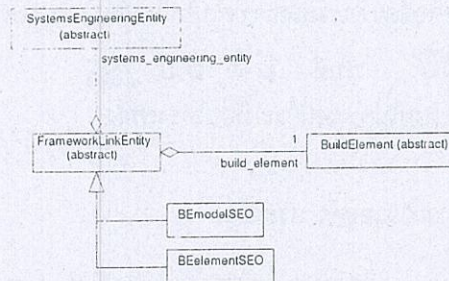 SystemsEngineeringEntity
(abstract)
systems_engineering_entity
FrameworkLinkEntity
(abstract)
1
build_element
BuildElement (abstract)
BEmodelSEO
BEelementSEO